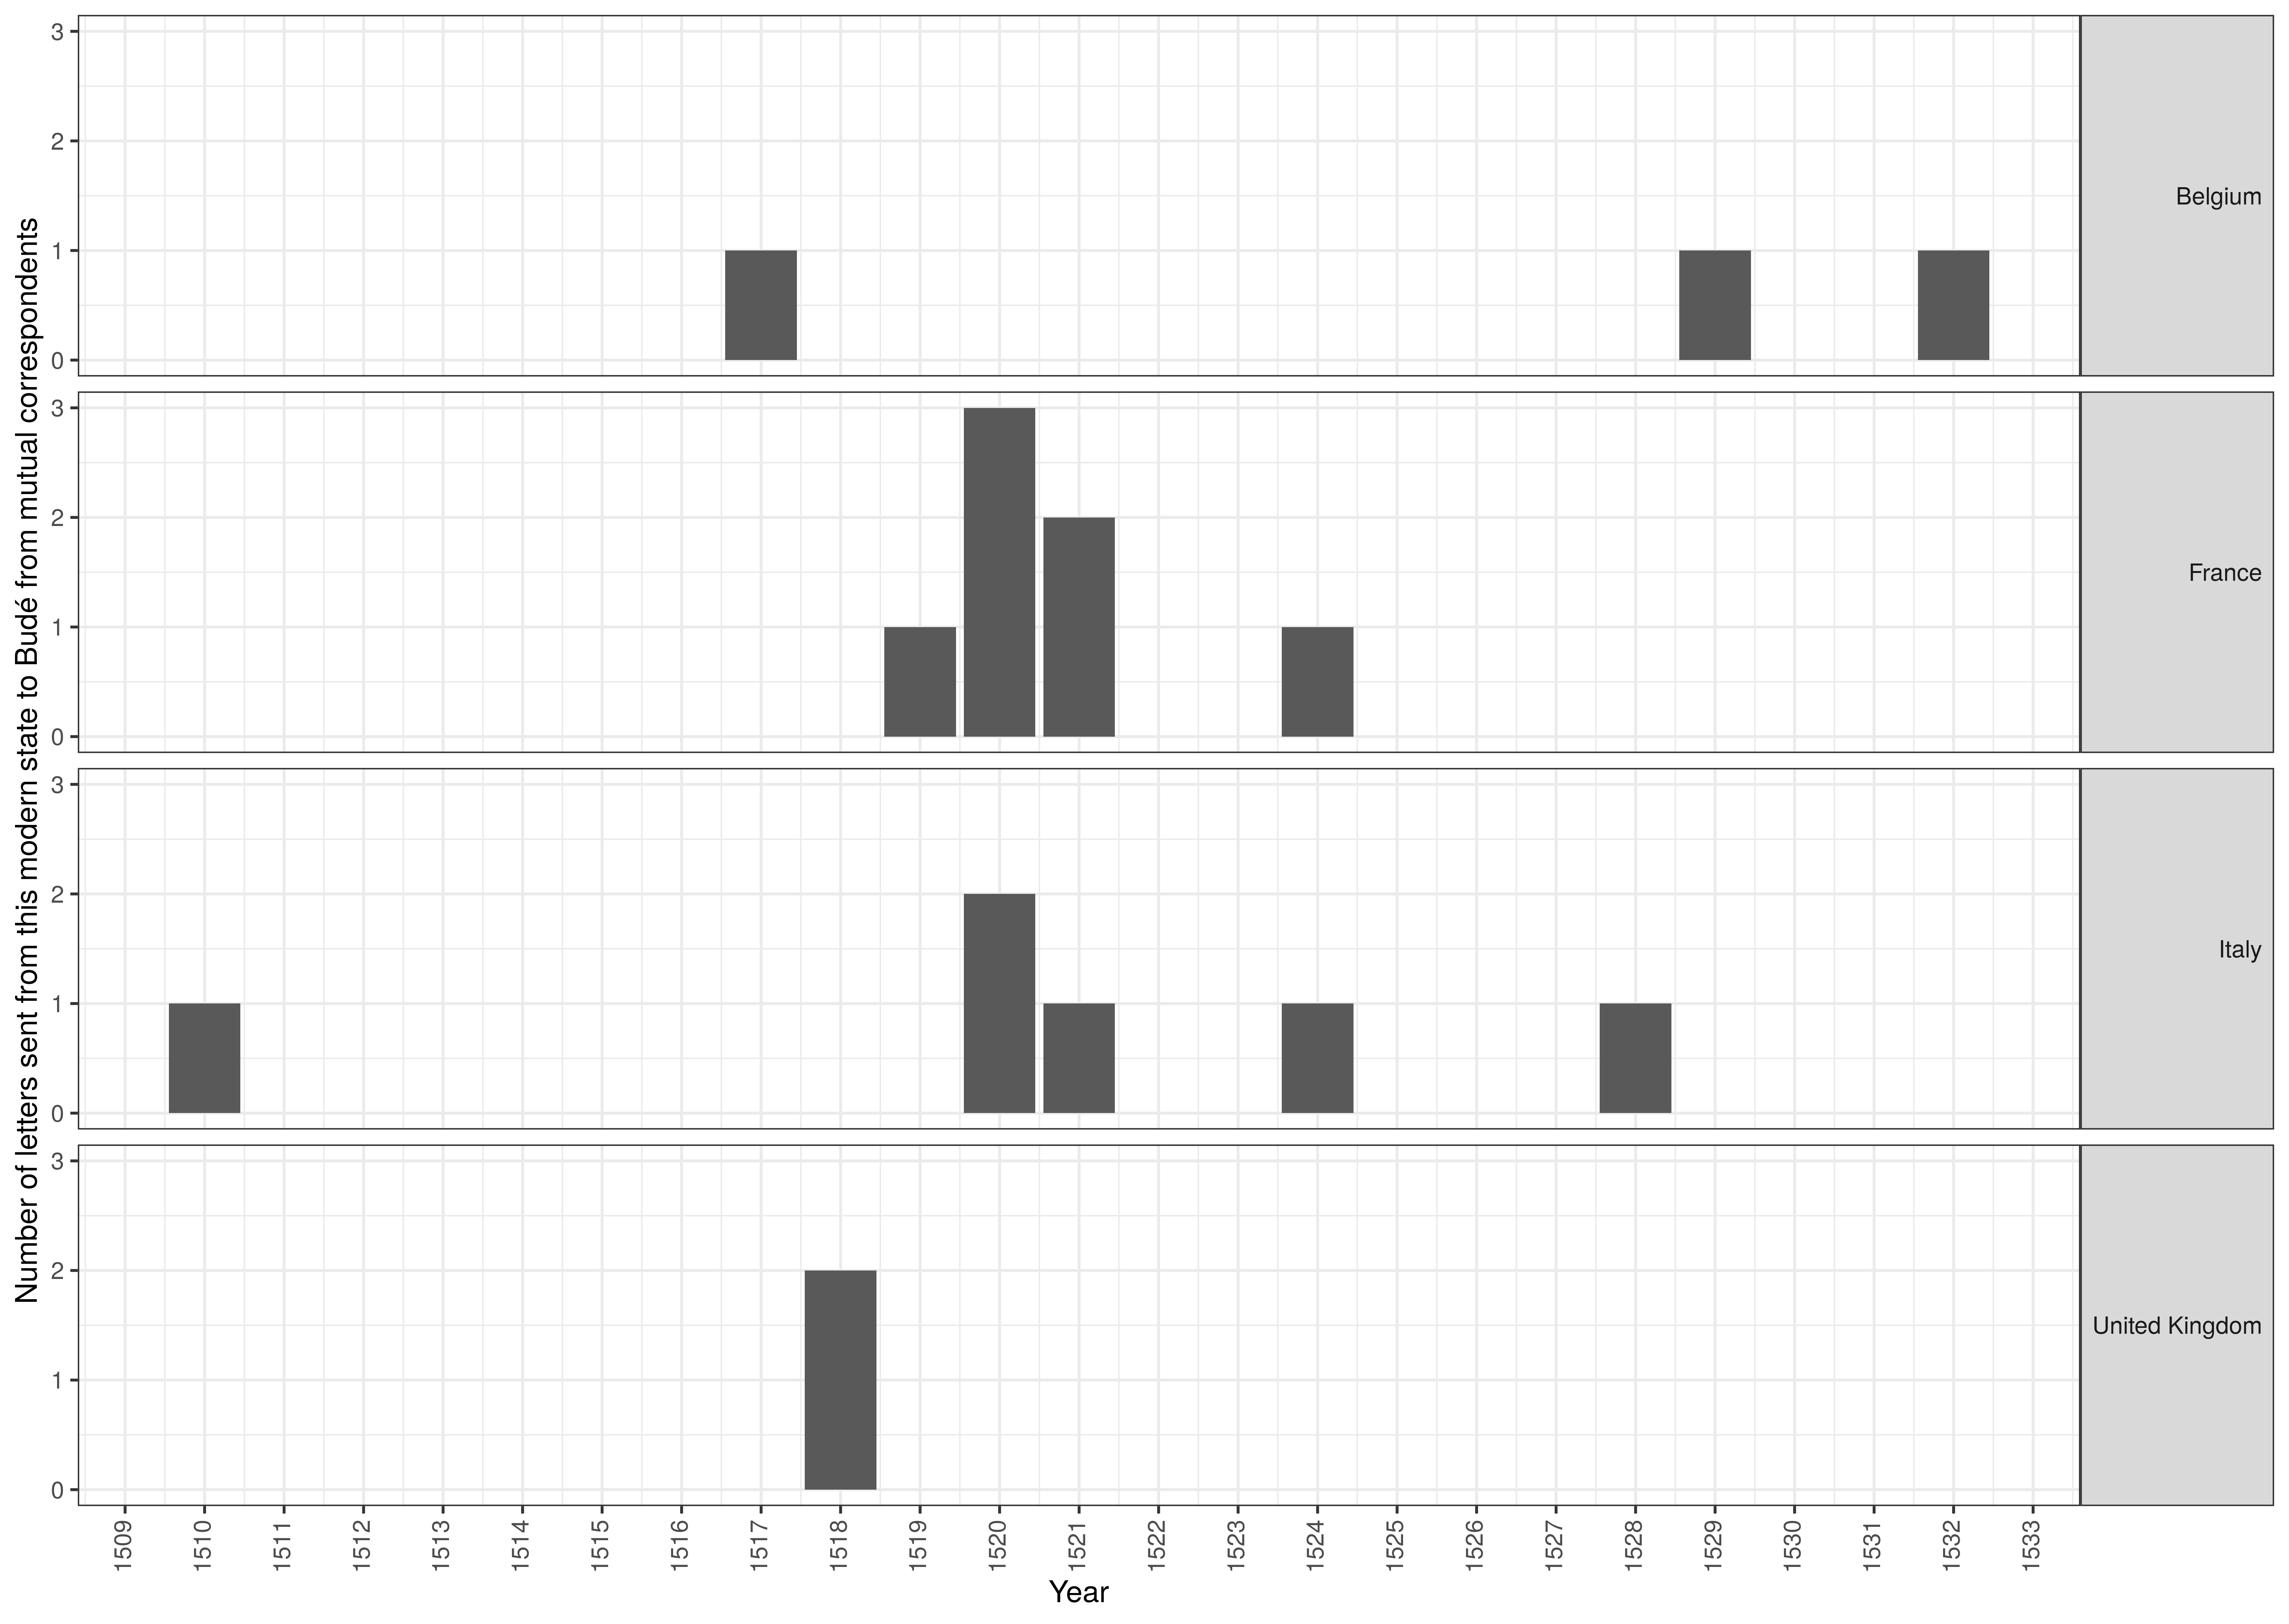 Number of letters sent from this modern state to Budé from mutual correspondents
3
2
1
0
Belgium
3
2
1
0
France
3
2
1
0
Italy
3
2
1
0
United Kingdom
1509 1510 1511 1512 1513 1514 1515 1516 1517 1518 1519 1520 1521 1522 1523 1524 1525 1526 1527 1528 1529 1530 1531 1532 1533
Year